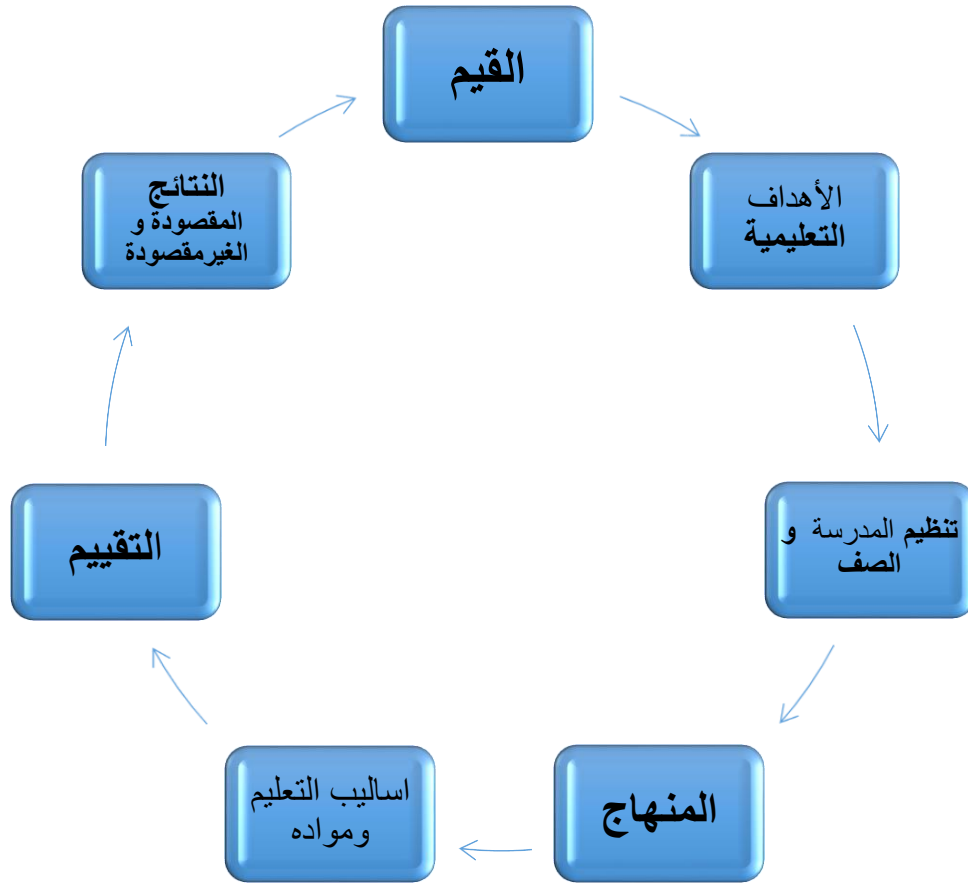 القيم
الأهداف
التعليمية
تنظيم المدرسة و
الصف
المنهاج
اساليب التعليم
ومواده
التقييم
النتائج
المقصودة و
الغيرمقصودة